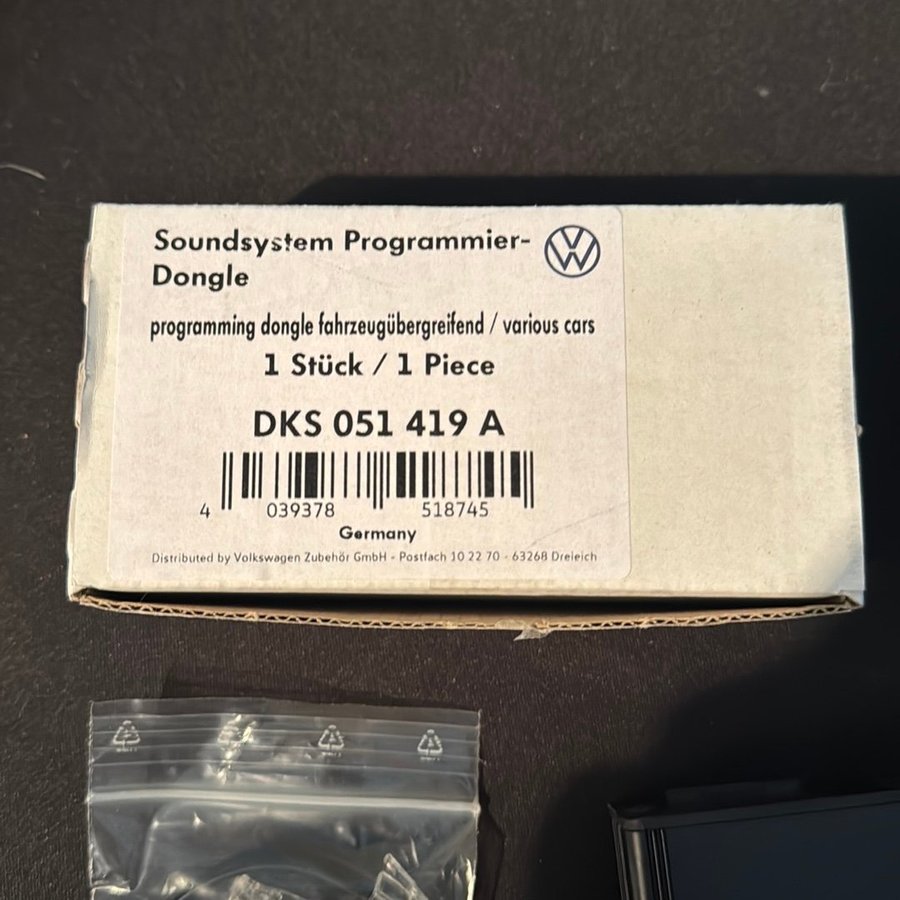 Soundsystem Programmier-
Dongle
programming dongle fahrzeugübergreifend / various cars
1 Stück / 1 Piece
DKS 051 419 A
4 039378 518745
Germany
Distributed by Volkswagen Zubehör GmbH - Postfach 10 22 70 - 63268 Dreieich